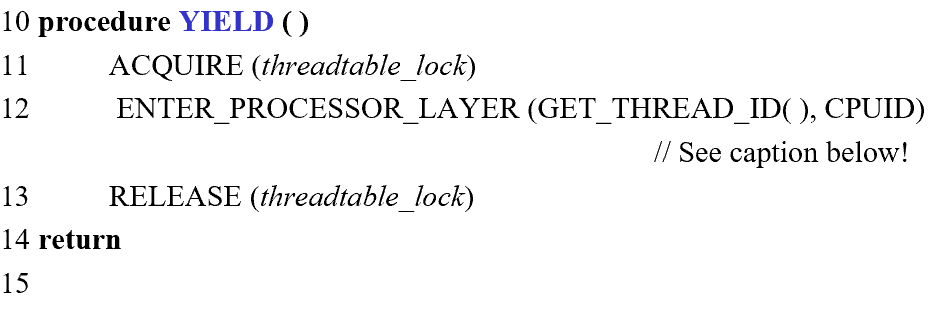 10 procedure YIELD ( )
11 ACQUIRE (threadtable_lock)
12 ENTER_PROCESSOR_LAYER (GET_THREAD_ID( ), CPUID)
// See caption below!
13 RELEASE (threadtable_lock)
14 return
15